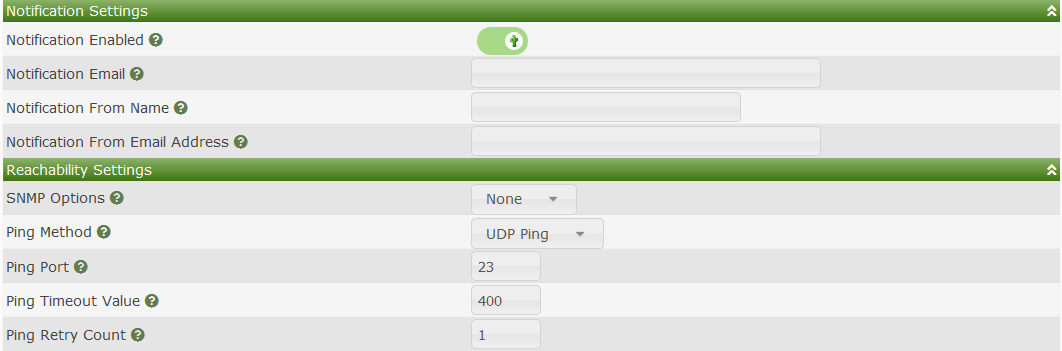 Notification Settings
Notification Enabled ?
Notification Email ?
Notification From Name ?
Notification From Email Address ?
Reachability Settings
SNMP Options ? None
Ping Method ? UDP Ping
Ping Port ? 23
Ping Timeout Value ? 400
Ping Retry Count ? 1